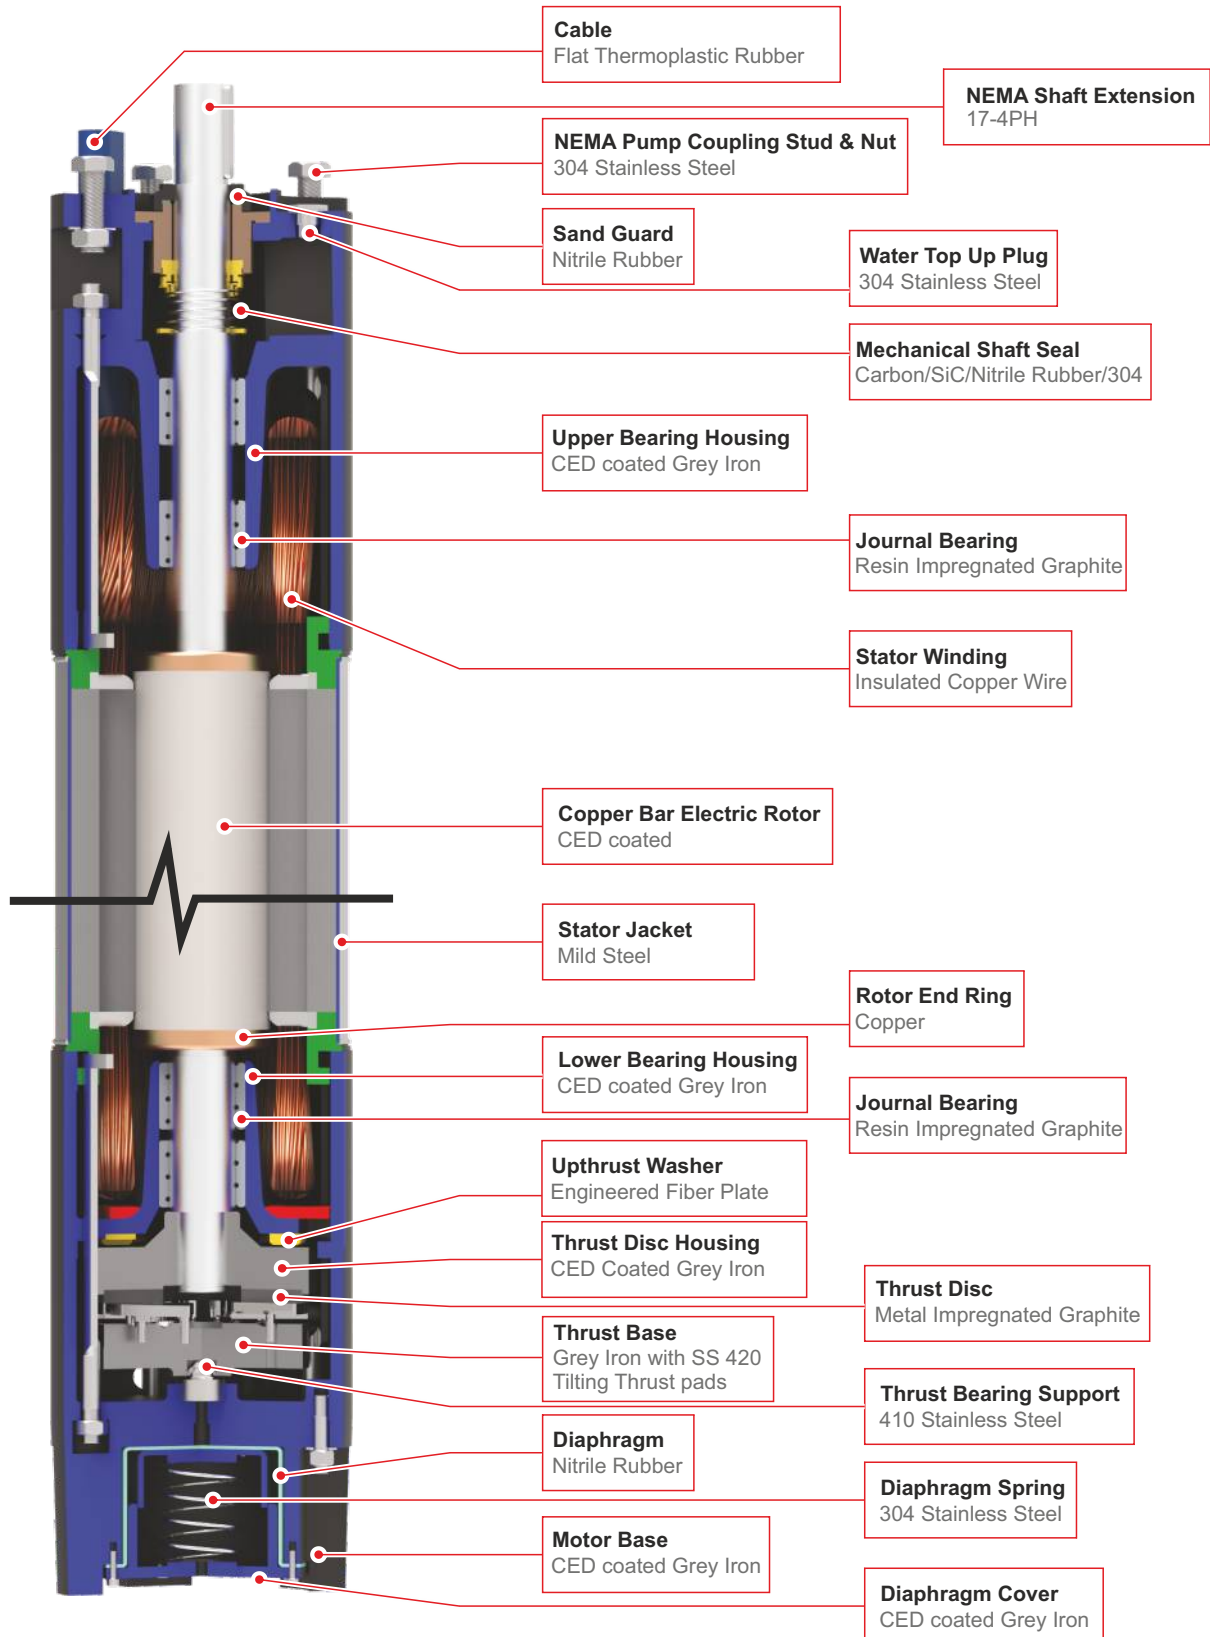 Cable
Flat Thermoplastic Rubber
NEMA Shaft Extension
17-4PH
NEMA Pump Coupling Stud & Nut
304 Stainless Steel
Sand Guard
Nitrile Rubber
Water Top Up Plug
304 Stainless Steel
Mechanical Shaft Seal
Carbon/SiC/Nitrile Rubber/304
Upper Bearing Housing
CED coated Grey Iron
Journal Bearing
Resin Impregnated Graphite
Stator Winding
Insulated Copper Wire
Copper Bar Electric Rotor
CED coated
Stator Jacket
Mild Steel
Rotor End Ring
Copper
Lower Bearing Housing
CED coated Grey Iron
Journal Bearing
Resin Impregnated Graphite
Upthrust Washer
Engineered Fiber Plate
Thrust Disc Housing
CED Coated Grey Iron
Thrust Disc
Metal Impregnated Graphite
Thrust Base
Grey Iron with SS 420
Tilting Thrust pads
Thrust Bearing Support
410 Stainless Steel
Diaphragm
Nitrile Rubber
Diaphragm Spring
304 Stainless Steel
Motor Base
CED coated Grey Iron
Diaphragm Cover
CED coated Grey Iron